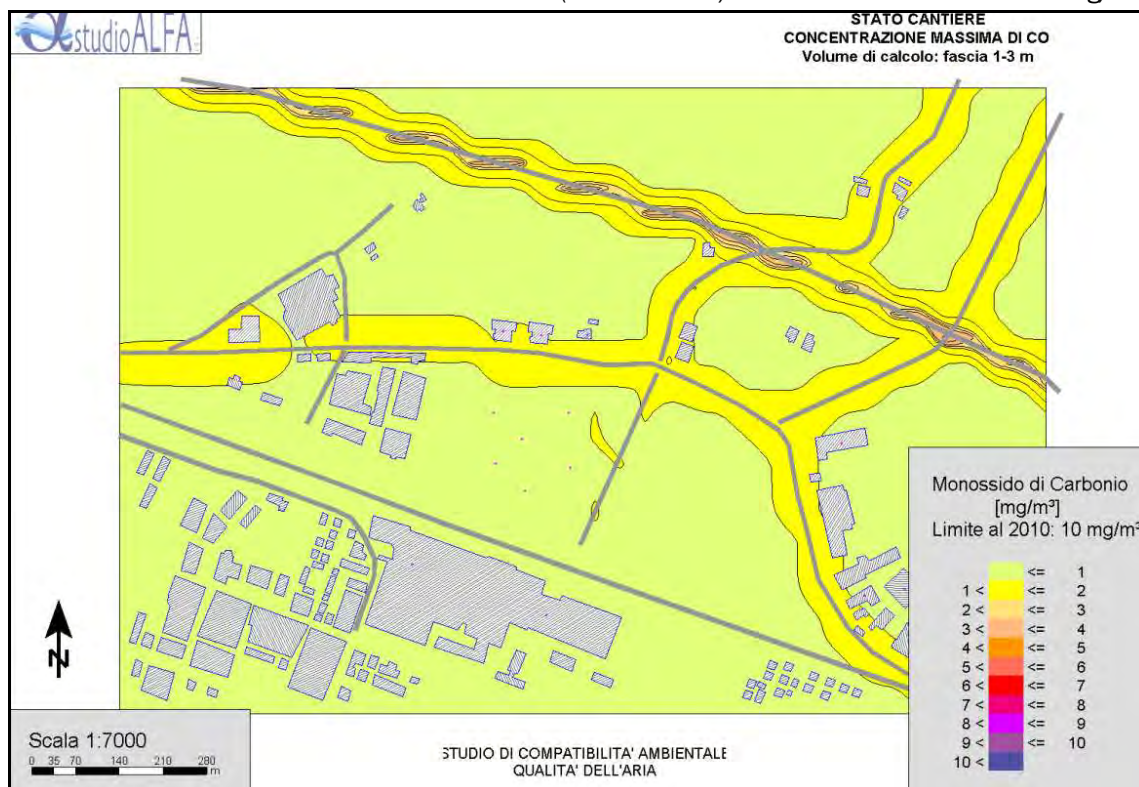 αstudioALFA
STATO CANTIERE
CONCENTRAZIONE MASSIMA DI CO
Volume di calcolo: fascia 1-3 m
Monossido di Carbonio
[mg/m³]
Limite al 2010: 10 mg/m³
<= 1
1 < <= 2
2 < <= 3
3 < <= 4
4 < <= 5
5 < <= 6
6 < <= 7
7 < <= 8
8 < <= 9
9 < <= 10
10 <
N
Scala 1:7000
0 35 70 140 210 280
m
STUDIO DI COMPATIBILITA' AMBIENTALE
QUALITA' DELL'ARIA